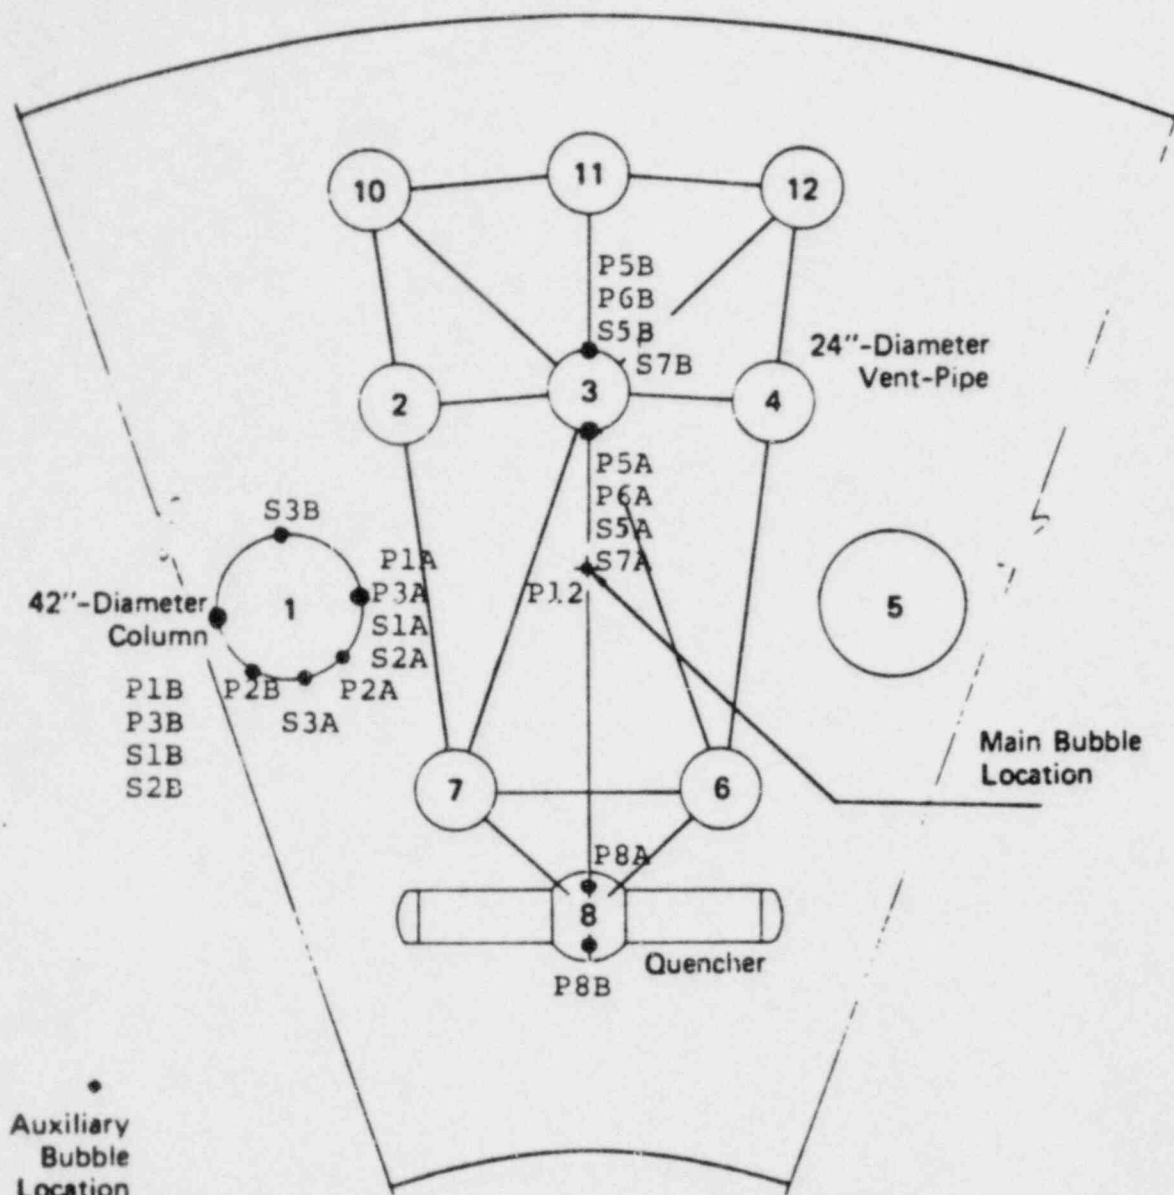 11
10
12
P5B
P6B
S5B
S7B
24"-Diameter
Vent-Pipe
2
3
4
P5A
P6A
S5A
S7A
P12
S3B
P1A
P3A
S1A
S2A
42"-Diameter
Column
1
5
P1B
P3B
S1B
S2B
P2B
P2A
S3A
Main Bubble
Location
7
6
P8A
8
Quencher
P8B
Auxiliary
Bubble
Location